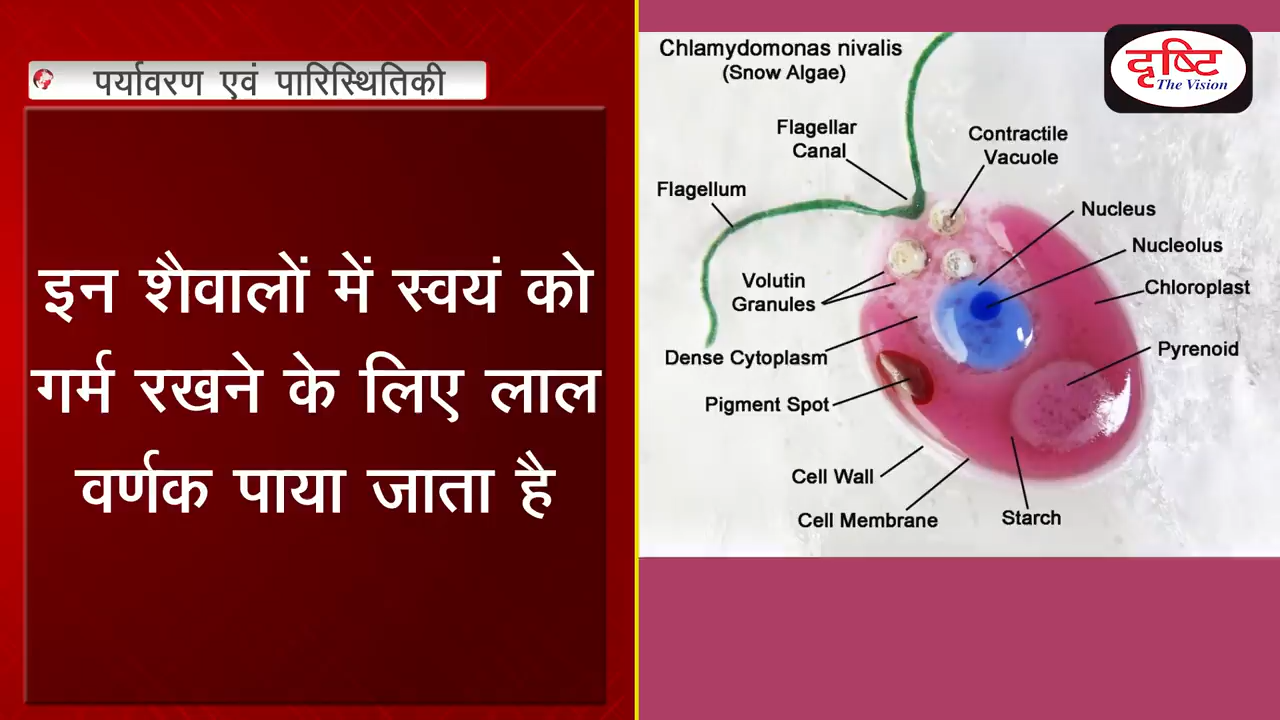 पर्यावरण एवं पारिस्थितिकी
इन शैवालों में स्वयं को
गर्म रखने के लिए लाल
वर्णक पाया जाता है
Chlamydomonas nivalis
(Snow Algae)
Flagellar
Canal
Contractile
Vacuole
Flagellum
Nucleus
Nucleolus
Volutin
Granules
Chloroplast
Dense Cytoplasm
Pyrenoid
Pigment Spot
Cell Wall
Cell Membrane
Starch
दृष्टि
The Vision